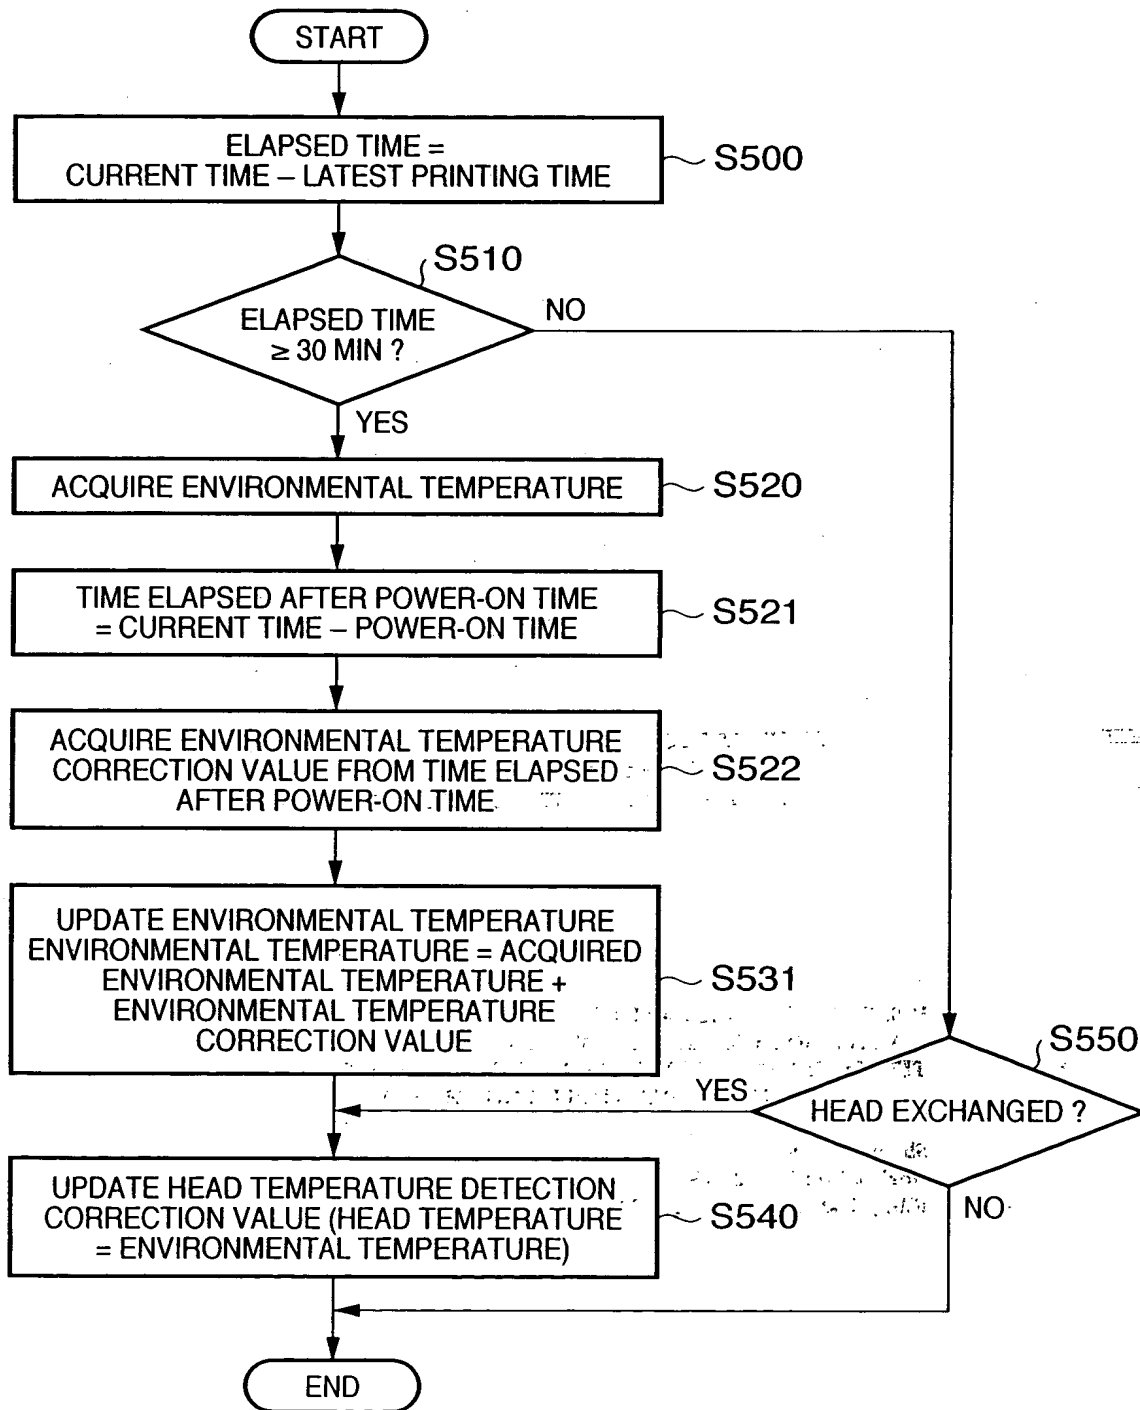 START
ELAPSED TIME =
CURRENT TIME – LATEST PRINTING TIME
S500
S510
ELAPSED TIME
≥ 30 MIN ?
NO
YES
ACQUIRE ENVIRONMENTAL TEMPERATURE
S520
TIME ELAPSED AFTER POWER-ON TIME
= CURRENT TIME – POWER-ON TIME
S521
ACQUIRE ENVIRONMENTAL TEMPERATURE
CORRECTION VALUE FROM TIME ELAPSED
AFTER POWER-ON TIME
S522
UPDATE ENVIRONMENTAL TEMPERATURE
ENVIRONMENTAL TEMPERATURE = ACQUIRED
ENVIRONMENTAL TEMPERATURE +
ENVIRONMENTAL TEMPERATURE
CORRECTION VALUE
S531
S550
HEAD EXCHANGED ?
YES
NO
UPDATE HEAD TEMPERATURE DETECTION
CORRECTION VALUE (HEAD TEMPERATURE
= ENVIRONMENTAL TEMPERATURE)
S540
END